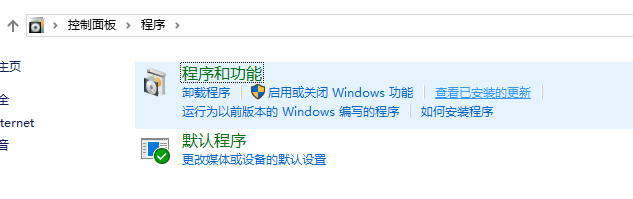 控制面板 > 程序 >
主页
程序和功能
卸载程序 启用或关闭 Windows 功能 查看已安装的更新
全
运行为以前版本的 Windows 编写的程序 如何安装程序
ternet
音
默认程序
更改媒体或设备的默认设置